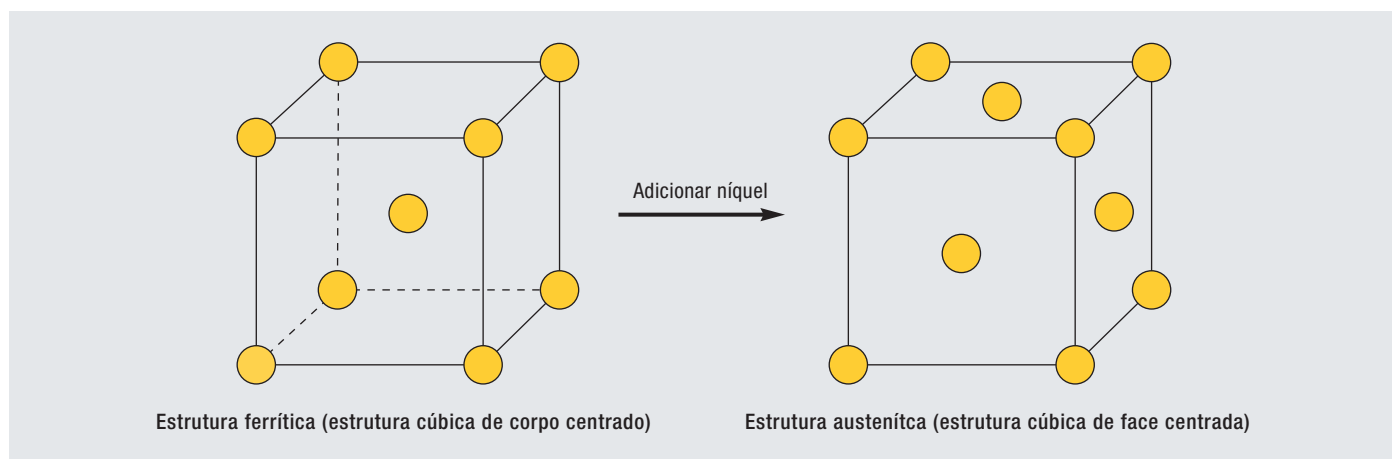 Adicionar níquel
Estrutura ferrítica (estrutura cúbica de corpo centrado)
Estrutura austenítca (estrutura cúbica de face centrada)